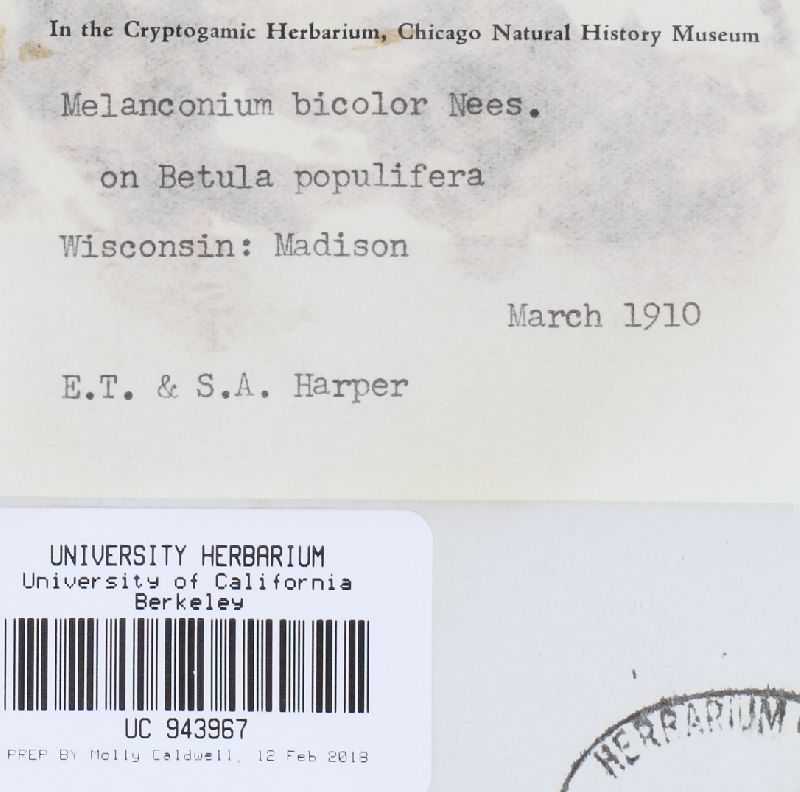 In the Cryptogamic Herbarium, Chicago Natural History Museum
Melanconium bicolor Nees.
on Betula populifera
Wisconsin: Madison
March 1910
E.T. & S.A. Harper
UNIVERSITY HERBARIUM
University of California
Berkeley
UC 943967
PREP BY Molly Caldwell, 12 Feb 2018
HERBARIUM